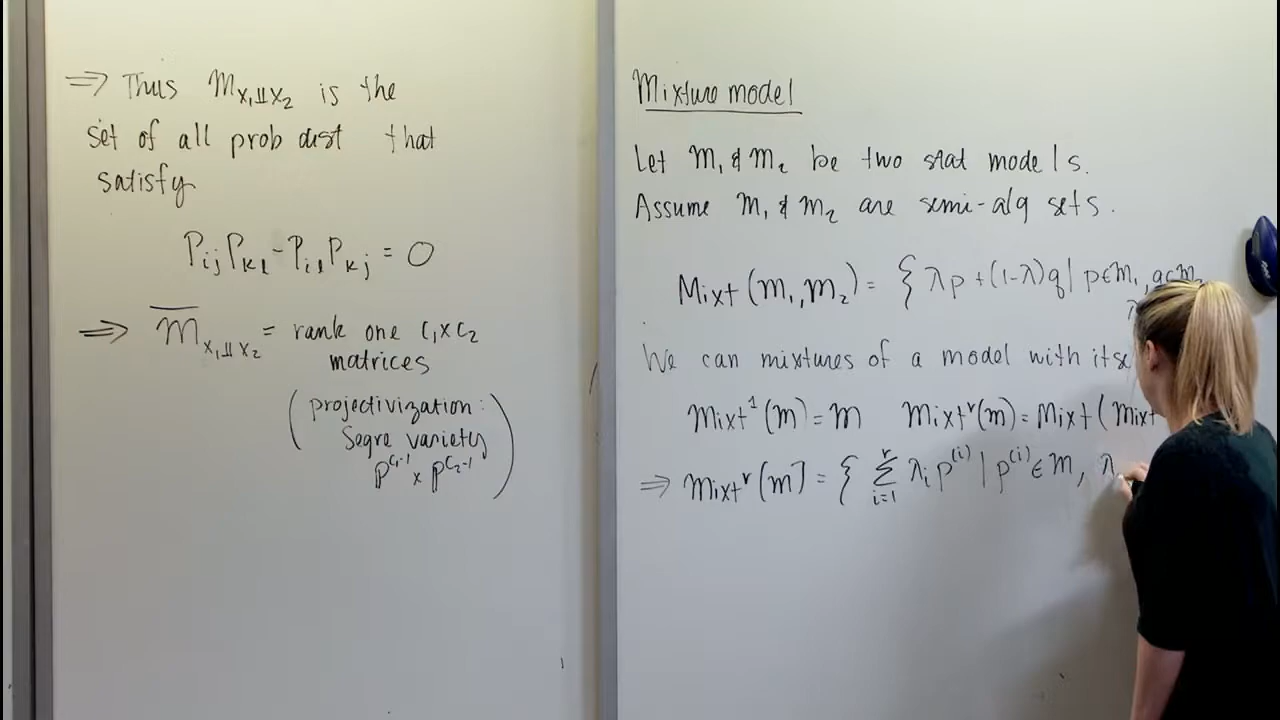 ⇒ Thus M_{X₁⫫X₂} is the
set of all prob dist that
satisfy
P_{ij}P_{kl} - P_{il}P_{kj} = 0
⇒ \overline{M}_{X₁⫫X₂} = rank one C₁×C₂
matrices
(projectivization:
Segre variety
P^{C₁-1} × P^{C₂-1})
Mixture model
Let M₁ & M₂ be two stat models.
Assume M₁ & M₂ are semi-alg sets.
Mixt(M₁,M₂) = { λp + (1-λ)q | p∈M₁, q∈M₂
λ
We can mixtures of a model with itse
Mixt¹(M) = M Mixt^r(M) = Mixt(Mixt
⇒ Mixt^r(M) = { Σ_{i=1}^r λ_i p^{(i)} | p^{(i)} ∈ M, λ